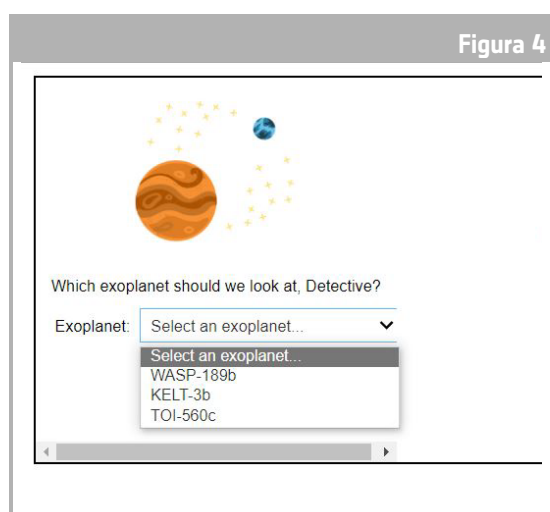 Figura 4
Which exoplanet should we look at, Detective?
Exoplanet: Select an exoplanet...
Select an exoplanet...
WASP-189b
KELT-3b
TOI-560c